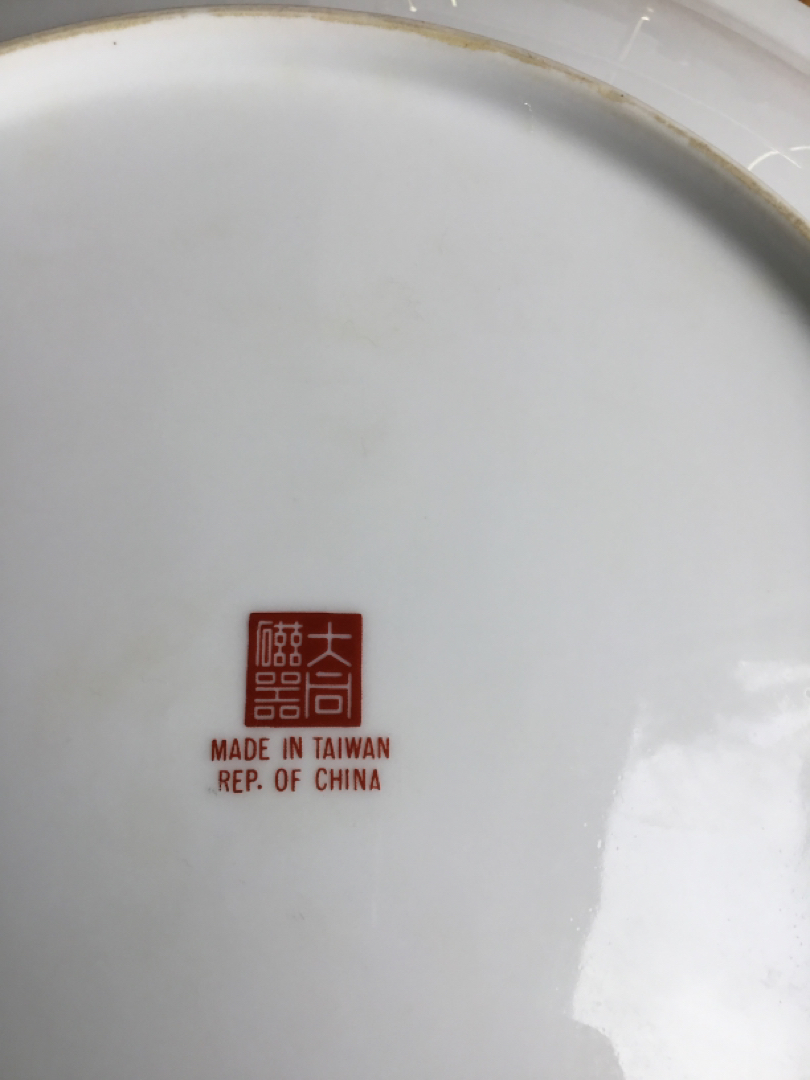 大同
磁器
MADE IN TAIWAN
REP. OF CHINA